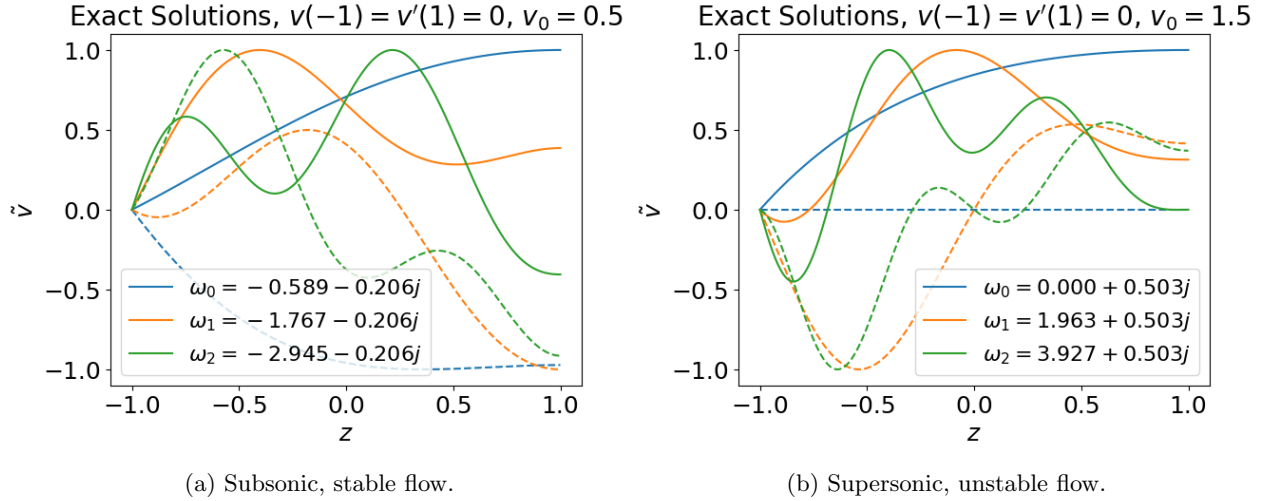 Exact Solutions, v(−1) = v′(1) = 0, v₀ = 0.5
1.0
0.5
0.0
−0.5
−1.0
ṽ
ω₀ = −0.589 − 0.206j
ω₁ = −1.767 − 0.206j
ω₂ = −2.945 − 0.206j
−1.0 −0.5 0.0 0.5 1.0
z
(a) Subsonic, stable flow.
Exact Solutions, v(−1) = v′(1) = 0, v₀ = 1.5
1.0
0.5
0.0
−0.5
−1.0
ṽ
ω₀ = 0.000 + 0.503j
ω₁ = 1.963 + 0.503j
ω₂ = 3.927 + 0.503j
−1.0 −0.5 0.0 0.5 1.0
z
(b) Supersonic, unstable flow.